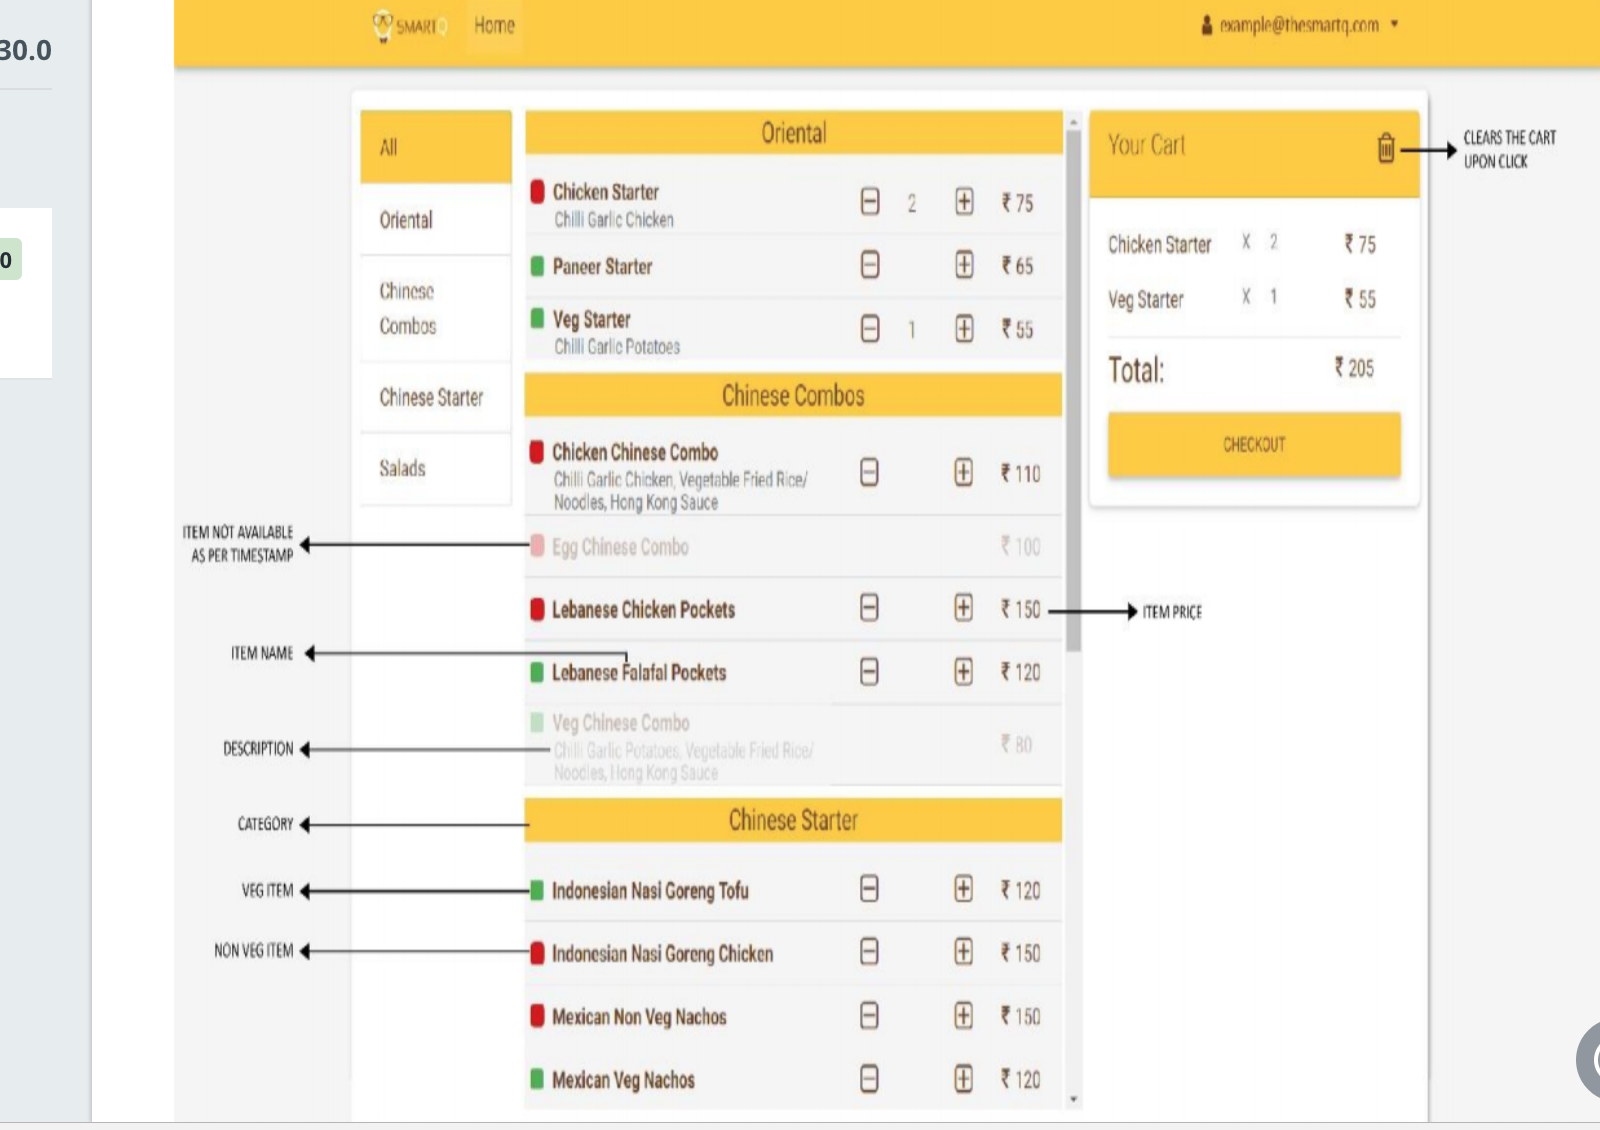 30.0
0
SMARTQ Home
example@thesmartq.com
All
Oriental
Chinese
Combos
Chinese Starter
Salads
Oriental
Chicken Starter 2 ₹ 75
Chilli Garlic Chicken
Paneer Starter ₹ 65
Veg Starter 1 ₹ 55
Chilli Garlic Potatoes
Chinese Combos
Chicken Chinese Combo ₹ 110
Chilli Garlic Chicken, Vegetable Fried Rice/
Noodles, Hong Kong Sauce
Egg Chinese Combo ₹ 100
Lebanese Chicken Pockets ₹ 150
Lebanese Falafal Pockets ₹ 120
Veg Chinese Combo ₹ 80
Chilli Garlic Potatoes, Vegetable Fried Rice/
Noodles, Hong Kong Sauce
Chinese Starter
Indonesian Nasi Goreng Tofu ₹ 120
Indonesian Nasi Goreng Chicken ₹ 150
Mexican Non Veg Nachos ₹ 150
Mexican Veg Nachos ₹ 120
Your Cart
Chicken Starter X 2 ₹ 75
Veg Starter X 1 ₹ 55
Total: ₹ 205
CHECKOUT
CLEARS THE CART
UPON CLICK
ITEM PRICE
ITEM NOT AVAILABLE
AS PER TIMESTAMP
ITEM NAME
DESCRIPTION
CATEGORY
VEG ITEM
NON VEG ITEM